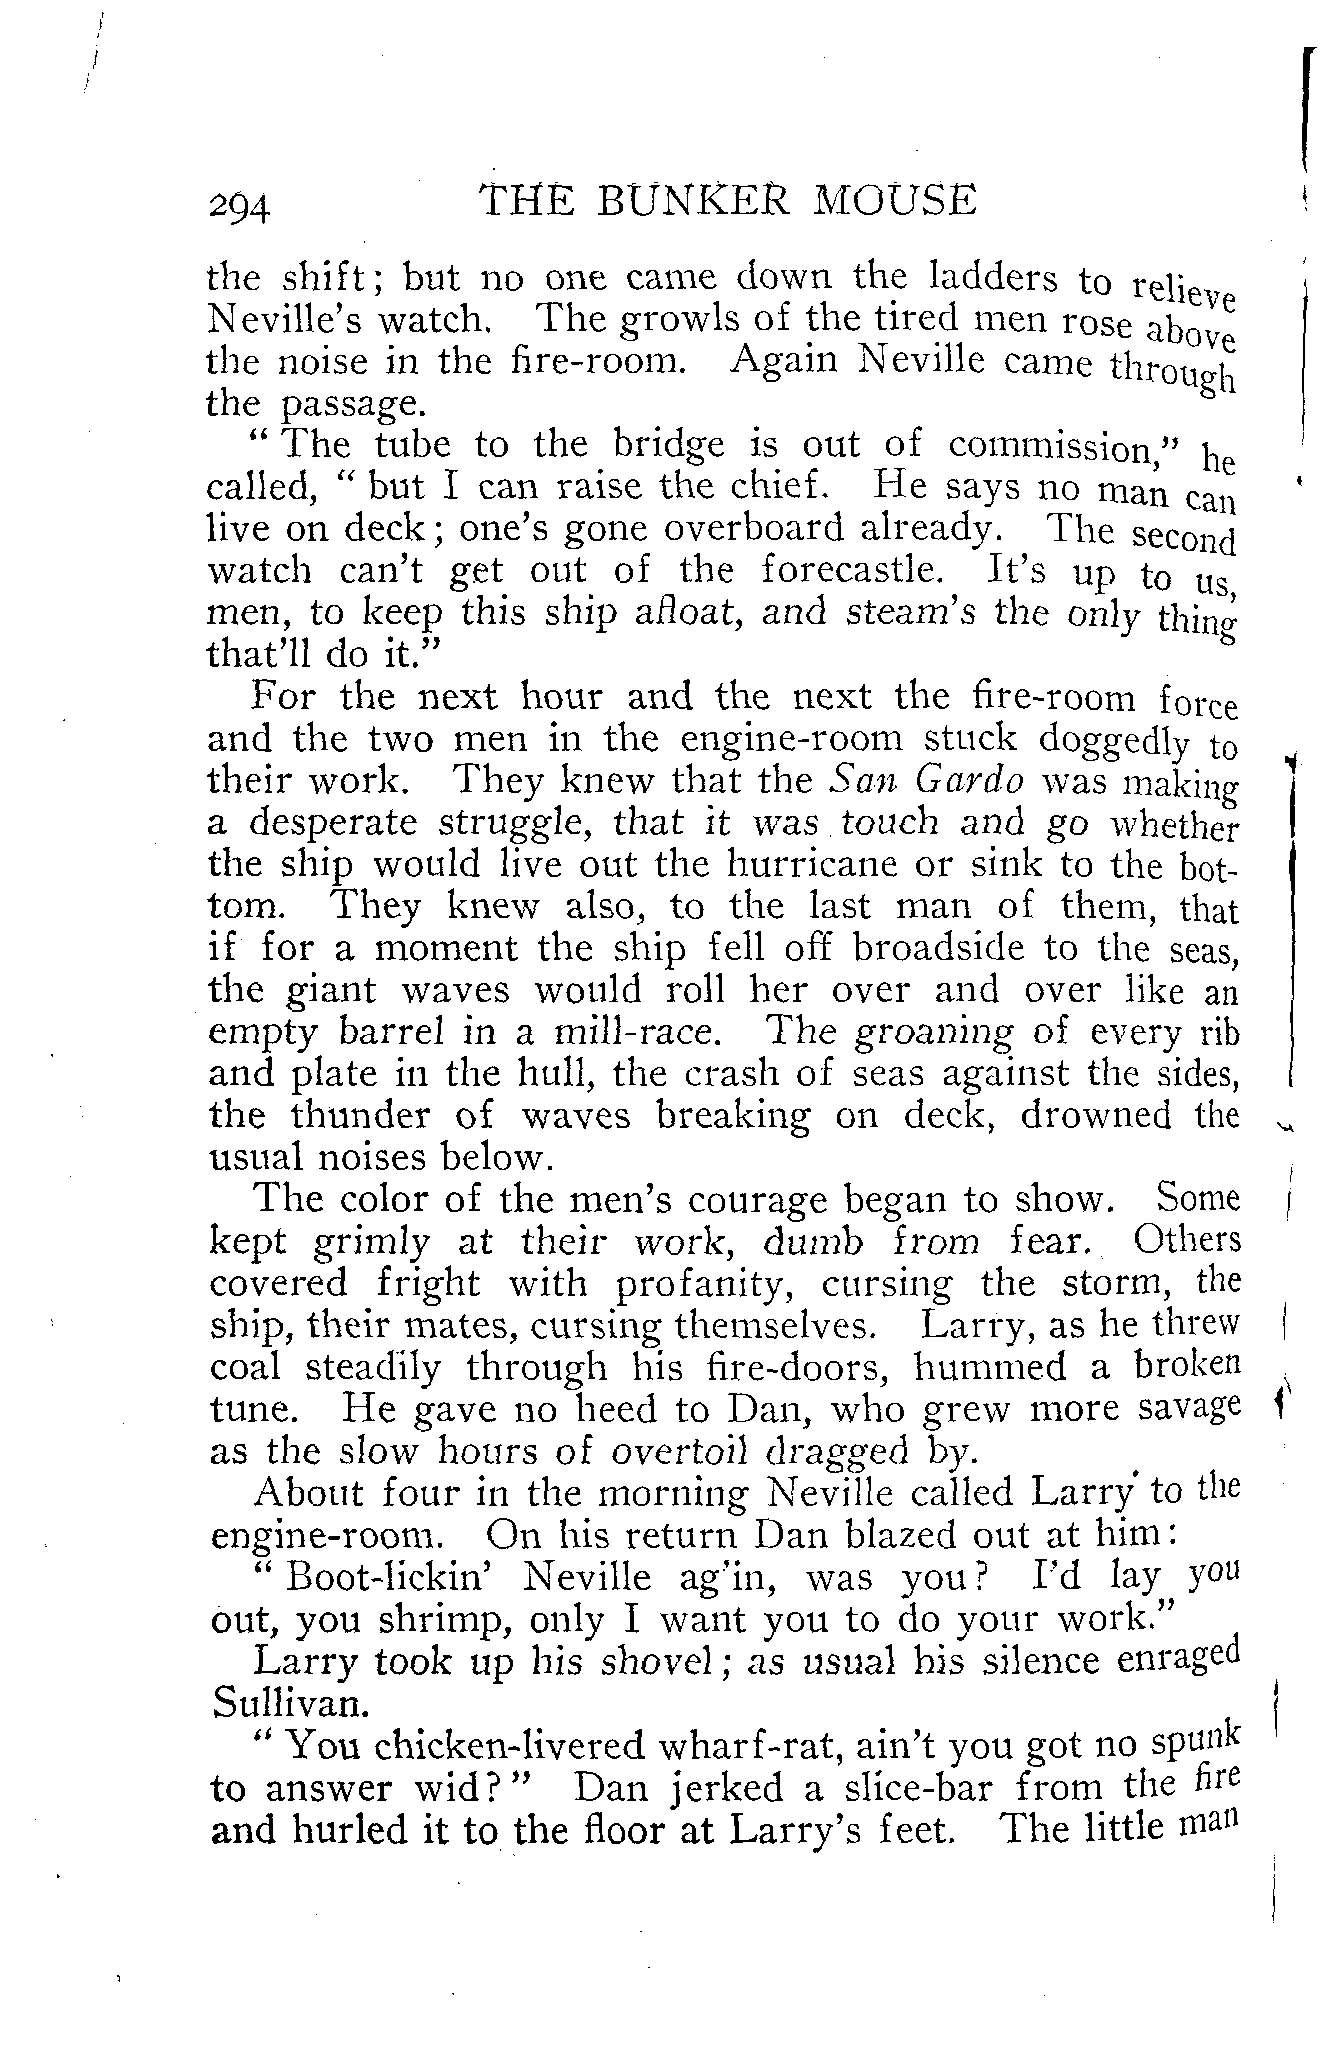 294 THE BUNKER MOUSE
the shift; but no one came down the ladders to relieve
Neville's watch. The growls of the tired men rose above
the noise in the fire-room. Again Neville came through
the passage.
" The tube to the bridge is out of commission," he
called, " but I can raise the chief. He says no man can
live on deck; one's gone overboard already. The second
watch can't get out of the forecastle. It's up to us,
men, to keep this ship afloat, and steam's the only thing
that'll do it."
For the next hour and the next the fire-room force
and the two men in the engine-room stuck doggedly to
their work. They knew that the San Gardo was making
a desperate struggle, that it was touch and go whether
the ship would live out the hurricane or sink to the bot-
tom. They knew also, to the last man of them, that
if for a moment the ship fell off broadside to the seas,
the giant waves would roll her over and over like an
empty barrel in a mill-race. The groaning of every rib
and plate in the hull, the crash of seas against the sides,
the thunder of waves breaking on deck, drowned the
usual noises below.
The color of the men's courage began to show. Some
kept grimly at their work, dumb from fear. Others
covered fright with profanity, cursing the storm, the
ship, their mates, cursing themselves. Larry, as he threw
coal steadily through his fire-doors, hummed a broken
tune. He gave no heed to Dan, who grew more savage
as the slow hours of overtoil dragged by.
About four in the morning Neville called Larry to the
engine-room. On his return Dan blazed out at him:
" Boot-lickin' Neville ag'in, was you? I'd lay you
out, you shrimp, only I want you to do your work."
Larry took up his shovel; as usual his silence enraged
Sullivan.
" You chicken-livered wharf-rat, ain't you got no spunk
to answer wid? " Dan jerked a slice-bar from the fire
and hurled it to the floor at Larry's feet. The little man